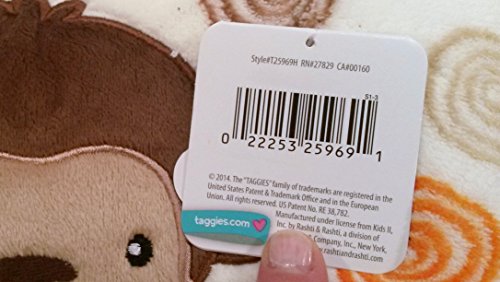 Style#T25969H RN#27829 CA#00160
S1-3
0 22253 25969 1
© 2014. The "TAGGIES" family of trademarks are registered in the
United States Patent & Trademark Office and in the European
Union. All rights reserved. US Patent No. RE 38,782.
Manufactured under license from Kids II,
taggies.com
Inc. by Rashti & Rashti, a division of
& Company, Inc., New York,
www.rashtiandrashti.com